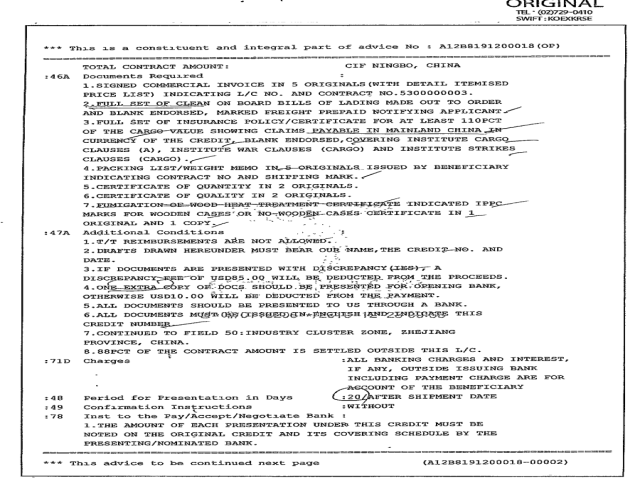 ORIGINAL
TEL : (02)729-0410
SWIFT : KOEXKRSE
*** This is a constituent and integral part of advice No : A12B8191200018(OP)
TOTAL CONTRACT AMOUNT: CIF NINGBO, CHINA
:46A Documents Required :
1.SIGNED COMMERCIAL INVOICE IN 5 ORIGINALS(WITH DETAIL ITEMISED
PRICE LIST) INDICATING L/C NO. AND CONTRACT NO.5300000003.
2.FULL SET OF CLEAN ON BOARD BILLS OF LADING MADE OUT TO ORDER
AND BLANK ENDORSED, MARKED FREIGHT PREPAID NOTIFYING APPLICANT.
3.FULL SET OF INSURANCE POLICY/CERTIFICATE FOR AT LEAST 110PCT
OF THE CARGO VALUE SHOWING CLAIMS PAYABLE IN MAINLAND CHINA IN
CURRENCY OF THE CREDIT, BLANK ENDORSED,COVERING INSTITUTE CARGO
CLAUSES (A), INSTITUTE WAR CLAUSES (CARGO) AND INSTITUTE STRIKES
CLAUSES (CARGO).
4.PACKING LIST/WEIGHT MEMO IN 5 ORIGINALS ISSUED BY BENEFICIARY
INDICATING CONTRACT NO AND SHIPPING MARK.
5.CERTIFICATE OF QUANTITY IN 2 ORIGINALS.
6.CERTIFICATE OF QUALITY IN 2 ORIGINALS.
7.FUMIGATION OF WOOD HEAT TREATMENT CERTIFICATE INDICATED IPPC
MARKS FOR WOODEN CASES OR NO-WOODEN CASES CERTIFICATE IN 1
ORIGINAL AND 1 COPY.
:47A Additional Conditions :
1.T/T REIMBURSEMENTS ARE NOT ALLOWED.
2.DRAFTS DRAWN HEREUNDER MUST BEAR OUR NAME,THE CREDIT NO. AND
DATE.
3.IF DOCUMENTS ARE PRESENTED WITH DISCREPANCY(IES), A
DISCREPANCY FEE OF USD85.00 WILL BE DEDUCTED FROM THE PROCEEDS.
4.ONE EXTRA COPY OF DOCS SHOULD BE PRESENTED FOR OPENING BANK,
OTHERWISE USD10.00 WILL BE DEDUCTED FROM THE PAYMENT.
5.ALL DOCUMENTS SHOULD BE PRESENTED TO US THROUGH A BANK.
6.ALL DOCUMENTS MUST BE ISSUED IN ENGLISH AND INDICATE THIS
CREDIT NUMBER
7.CONTINUED TO FIELD 50:INDUSTRY CLUSTER ZONE, ZHEJIANG
PROVINCE, CHINA.
8.88PCT OF THE CONTRACT AMOUNT IS SETTLED OUTSIDE THIS L/C.
:71D Charges :ALL BANKING CHARGES AND INTEREST,
IF ANY, OUTSIDE ISSUING BANK
INCLUDING PAYMENT CHARGE ARE FOR
ACCOUNT OF THE BENEFICIARY
:48 Period for Presentation in Days :20/AFTER SHIPMENT DATE
:49 Confirmation Instructions :WITHOUT
:78 Inst to the Pay/Accept/Negotiate Bank :
1.THE AMOUNT OF EACH PRESENTATION UNDER THIS CREDIT MUST BE
NOTED ON THE ORIGINAL CREDIT AND ITS COVERING SCHEDULE BY THE
PRESENTING/NOMINATED BANK.
*** This advice to be continued next page (A12B8191200018-00002)